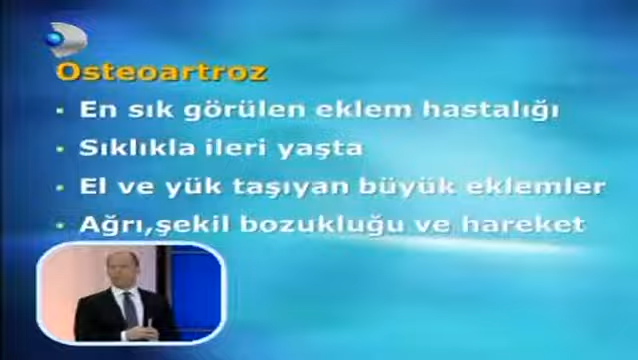 Osteoartroz
En sık görülen eklem hastalığı
Sıklıkla ileri yaşta
El ve yük taşıyan büyük eklemler
Ağrı,şekil bozukluğu ve hareket